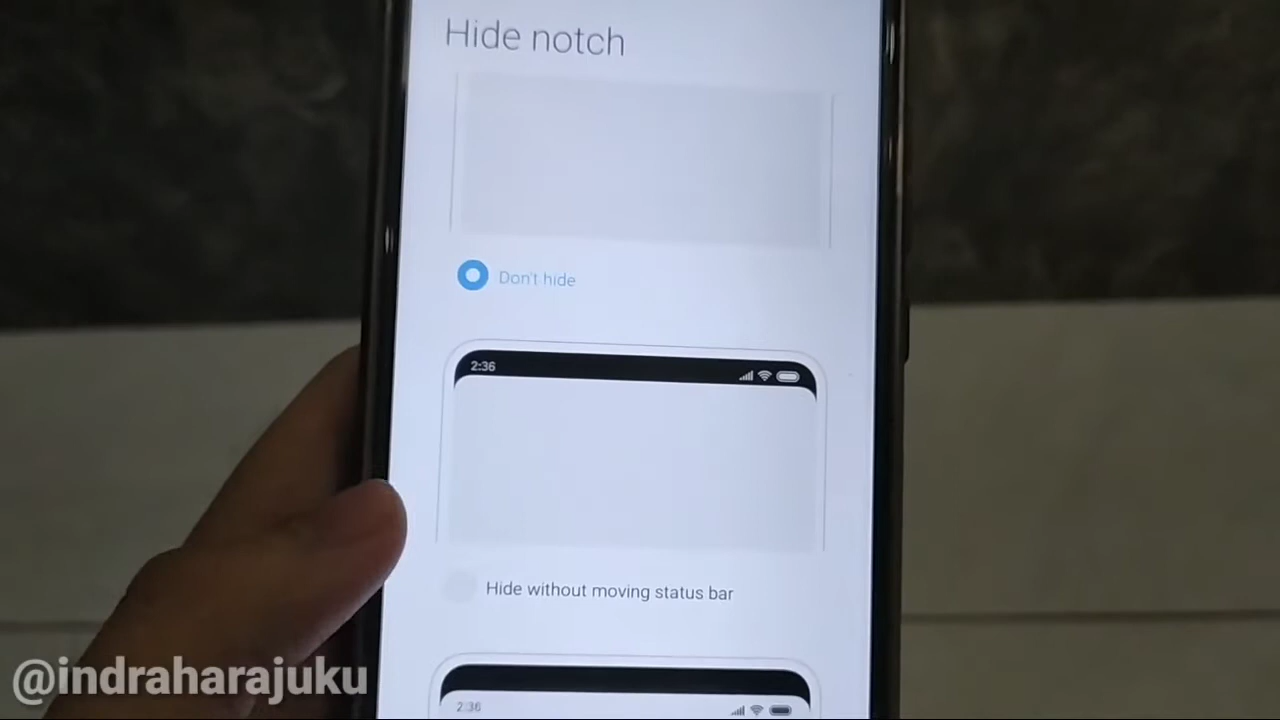 Hide notch
Don't hide
2:36
Hide without moving status bar
2:36
@indraharajuku